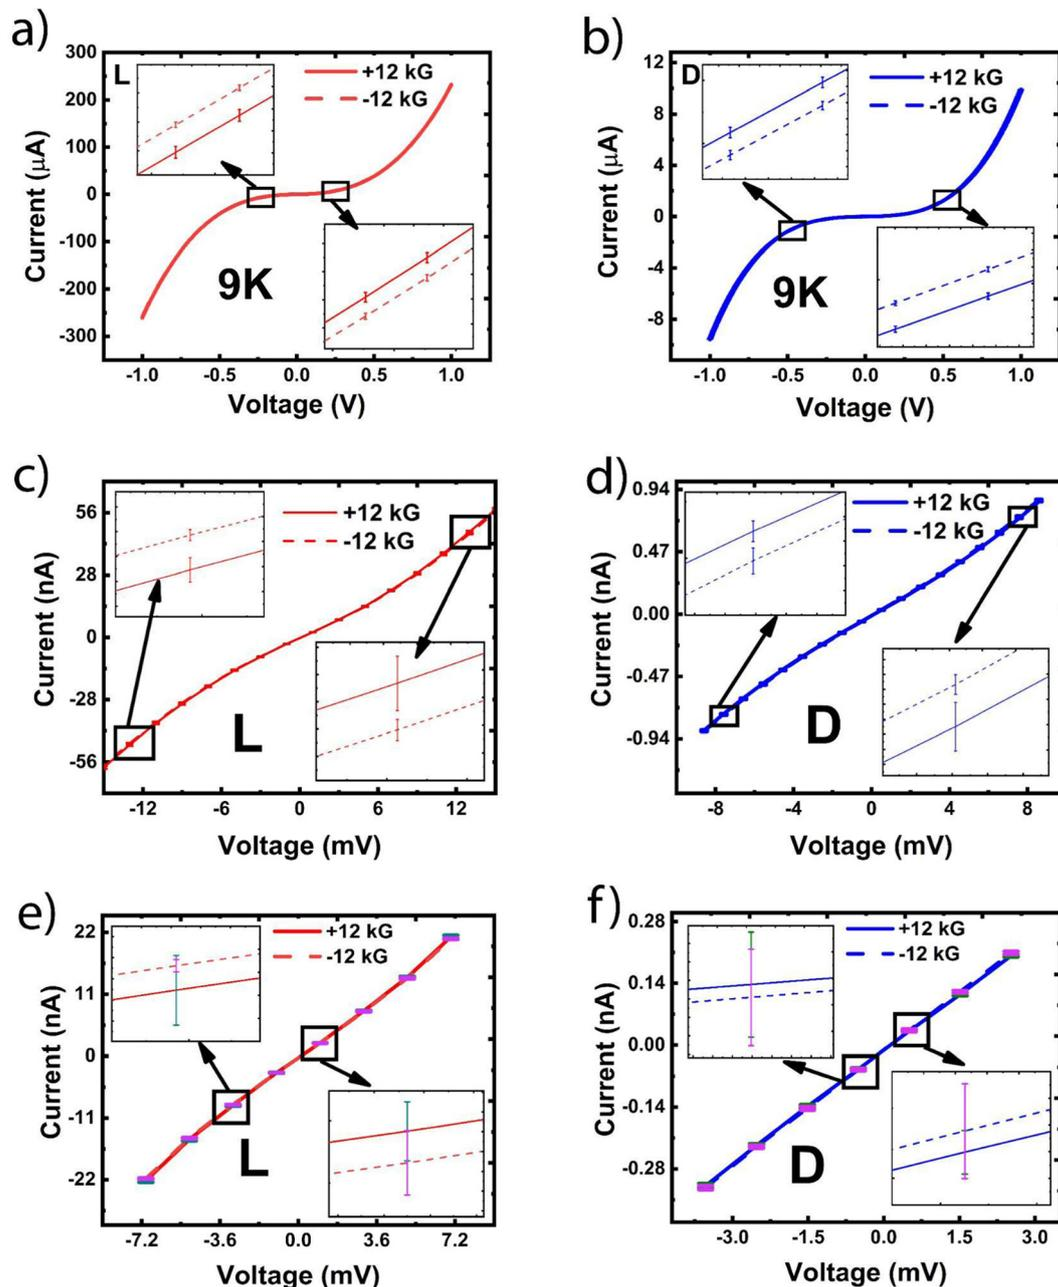 a)
300
200
100
0
-100
-200
-300
Current (μA)
L
+12 kG
-12 kG
9K
-1.0 -0.5 0.0 0.5 1.0
Voltage (V)
b)
12
8
4
0
-4
-8
Current (μA)
D
+12 kG
-12 kG
9K
-1.0 -0.5 0.0 0.5 1.0
Voltage (V)
c)
56
28
0
-28
-56
Current (nA)
+12 kG
-12 kG
L
-12 -6 0 6 12
Voltage (mV)
d)
0.94
0.47
0.00
-0.47
-0.94
Current (nA)
+12 kG
-12 kG
D
-8 -4 0 4 8
Voltage (mV)
e)
22
11
0
-11
-22
Current (nA)
+12 kG
-12 kG
L
-7.2 -3.6 0.0 3.6 7.2
Voltage (mV)
f)
0.28
0.14
0.00
-0.14
-0.28
Current (nA)
+12 kG
-12 kG
D
-3.0 -1.5 0.0 1.5 3.0
Voltage (mV)